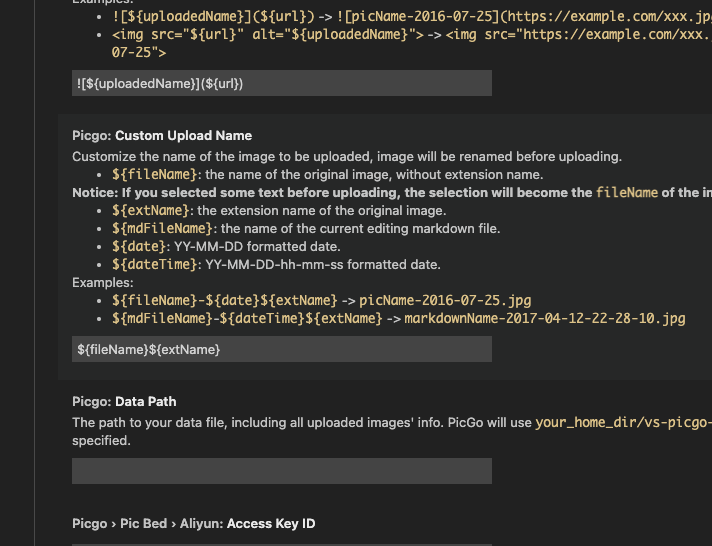 Examples:
• ![${uploadedName}](${url}) -> ![picName-2016-07-25](https://example.com/xxx.jp
• <img src="${url}" alt="${uploadedName}"> -> <img src="https://example.com/xxx.
07-25">
![${uploadedName}](${url})
Picgo: Custom Upload Name
Customize the name of the image to be uploaded, image will be renamed before uploading.
• ${fileName}: the name of the original image, without extension name.
Notice: If you selected some text before uploading, the selection will become the fileName of the
• ${extName}: the extension name of the original image.
• ${mdFileName}: the name of the current editing markdown file.
• ${date}: YY-MM-DD formatted date.
• ${dateTime}: YY-MM-DD-hh-mm-ss formatted date.
Examples:
• ${fileName}-${date}${extName} -> picName-2016-07-25.jpg
• ${mdFileName}-${dateTime}${extName} -> markdownName-2017-04-12-22-28-10.jpg
${fileName}${extName}
Picgo: Data Path
The path to your data file, including all uploaded images' info. PicGo will use your_home_dir/vs-picgo-
specified.
Picgo › Pic Bed › Aliyun: Access Key ID